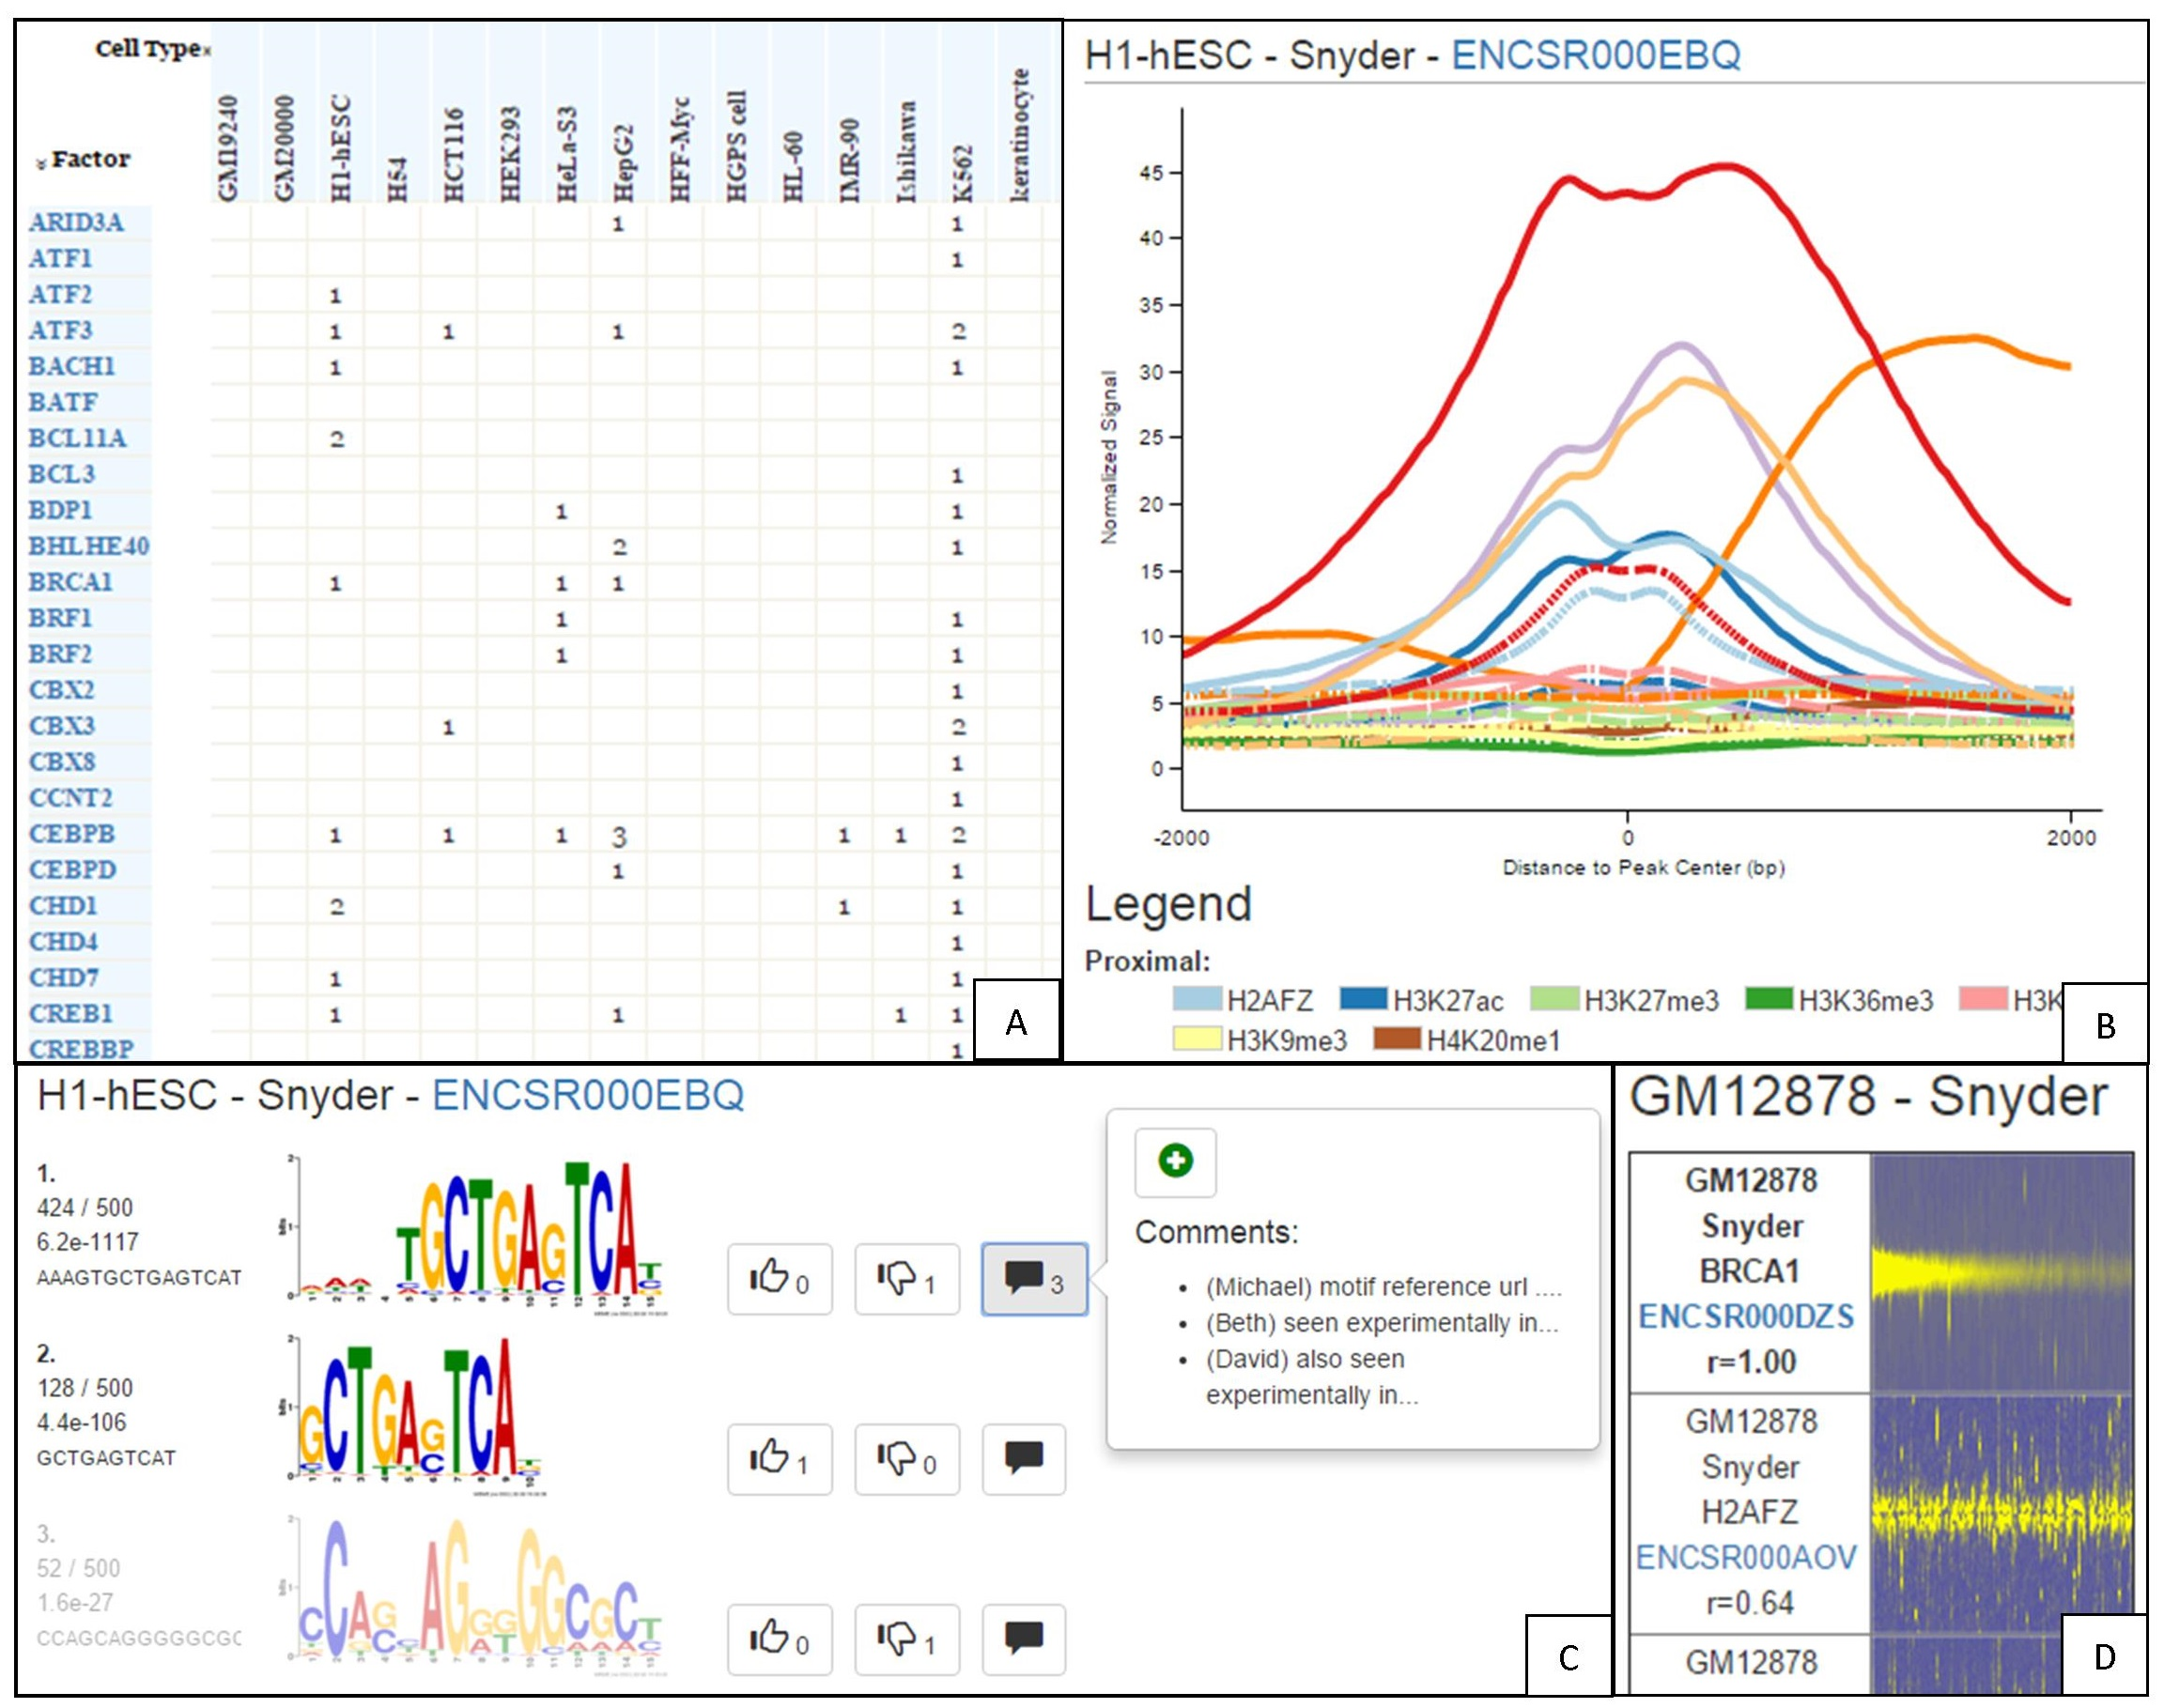 Cell Type
Factor
GM19240
GM20000
H1-hESC
H54
HCT116
HEK293
HeLa-S3
HepG2
HFF-Myc
HGPS cell
HL-60
IMR-90
Ishikawa
K562
keratinocyte
ARID3A 1 1
ATF1 1
ATF2 1
ATF3 1 1 1 2
BACH1 1 1
BATF
BCL11A 2
BCL3 1
BDP1 1 1
BHLHE40 2 1
BRCA1 1 1 1
BRF1 1 1
BRF2 1 1
CBX2 1
CBX3 1 2
CBX8 1
CCNT2 1
CEBPB 1 1 1 3 1 1 2
CEBPD 1 1
CHD1 2 1 1
CHD4 1
CHD7 1 1
CREB1 1 1 1 1
CREBBP 1
A
H1-hESC - Snyder - ENCSR000EBQ
Normalized Signal
45
40
35
30
25
20
15
10
5
0
-2000 0 2000
Distance to Peak Center (bp)
Legend
Proximal:
H2AFZ H3K27ac H3K27me3 H3K36me3 H3K
H3K9me3 H4K20me1
B
H1-hESC - Snyder - ENCSR000EBQ
1.
424 / 500
6.2e-1117
AAAGTGCTGAGTCAT
0 1 3
Comments:
(Michael) motif reference url ....
(Beth) seen experimentally in...
(David) also seen
experimentally in...
2.
128 / 500
4.4e-106
GCTGAGTCAT
1 0
3.
52 / 500
1.6e-27
CCAGCAGGGGGCGC
0 1
C
GM12878 - Snyder
GM12878
Snyder
BRCA1
ENCSR000DZS
r=1.00
GM12878
Snyder
H2AFZ
ENCSR000AOV
r=0.64
GM12878
D